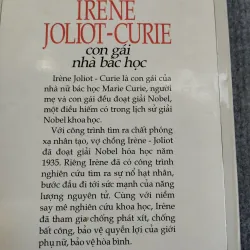 IRÈNE
JOLIOT-CURIE
con gái
nhà bác học
Irène Joliot - Curie là con gái của
nhà nữ bác học Marie Curie, người
mẹ và con gái đều đoạt giải Nobel,
một điều hiếm có trong lịch sử giải
Nobel khoa học.
Với công trình tìm ra chất phóng
xạ nhân tạo, vợ chồng Irène - Joliot
đã đoạt giải Nobel hóa học năm
1935. Riêng Irène đã có công trình
nghiên cứu tìm ra sự nổ hạt nhân,
bước đầu đi tới sức mạnh của năng
lượng nguyên tử. Cùng với niềm
say mê nghiên cứu khoa học, Irène
đã tham gia chống phát xít, chống
bất công, bảo vệ quyền lợi của giới
phụ nữ, bảo vệ hòa bình.